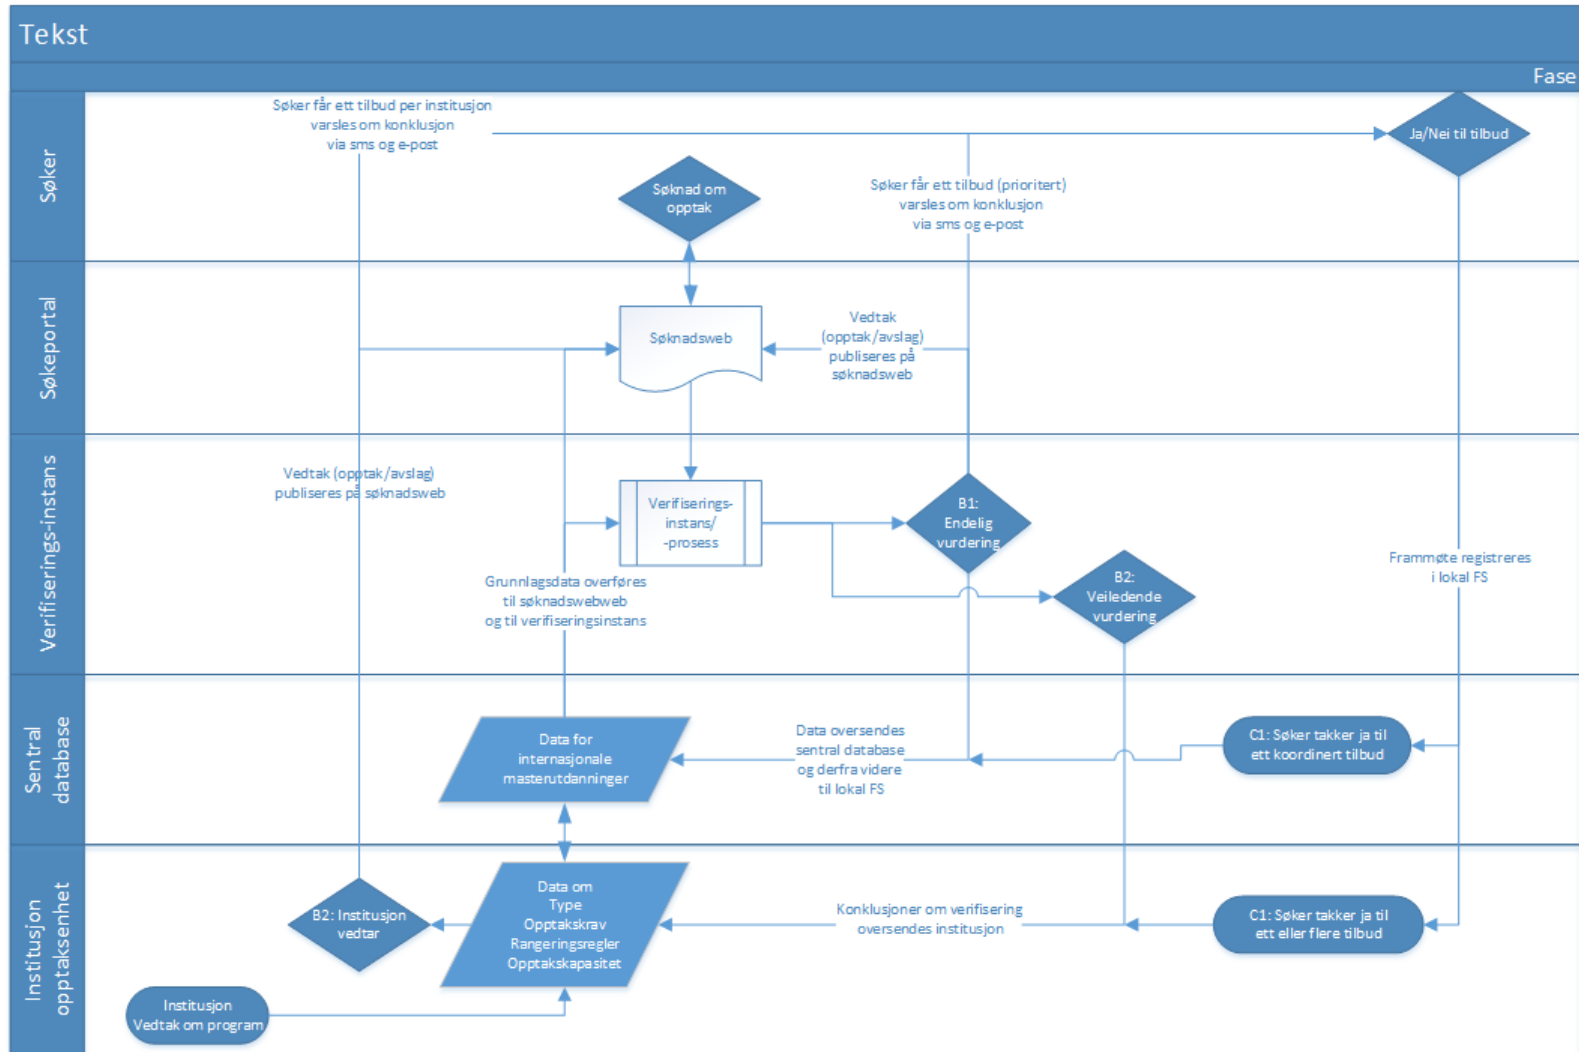 Tekst
Fase
Søker
Søker får ett tilbud per institusjon
varsles om konklusjon
via sms og e-post
Ja/Nei til tilbud
Søknad om
opptak
Søker får ett tilbud (prioritert)
varsles om konklusjon
via sms og e-post
Søkeportal
Søknadsweb
Vedtak
(opptak/avslag)
publiseres på
søknadsweb
Verifiserings-instans
Vedtak (opptak/avslag)
publiseres på søknadsweb
Verifiserings-
instans/
-prosess
B1:
Endelig
vurdering
B2:
Veiledende
vurdering
Frammøte registreres
i lokal FS
Grunnlagsdata overføres
til søknadswebweb
og til verifiseringsinstans
Sentral
database
Data for
internasjonale
masterutdanninger
Data oversendes
sentral database
og derfra videre
til lokal FS
C1: Søker takker ja til
ett koordinert tilbud
Institusjon
opptaksenhet
B2: Institusjon
vedtar
Data om
Type
Opptakskrav
Rangeringsregler
Opptakskapasitet
Konklusjoner om verifisering
oversendes institusjon
C1: Søker takker ja til
ett eller flere tilbud
Institusjon
Vedtak om program